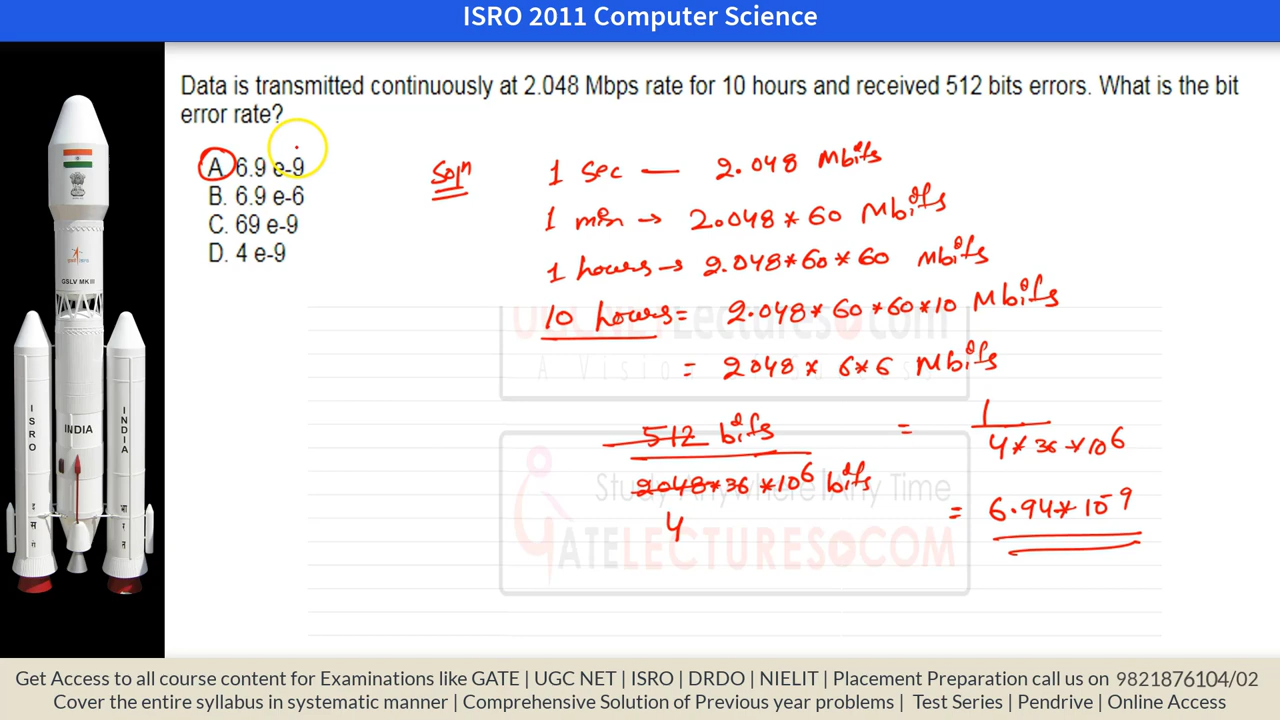 ISRO 2011 Computer Science
Data is transmitted continuously at 2.048 Mbps rate for 10 hours and received 512 bits errors. What is the bit
error rate?
A. 6.9 e-9
B. 6.9 e-6
C. 69 e-9
D. 4 e-9
Soln
1 sec — 2.048 Mbits
1 min → 2.048 * 60 Mbits
1 hours → 2.048*60*60 Mbits
10 hours = 2.048*60*60*10 Mbits
= 2048 * 6*6 Mbits
512 bits = 1
2048*36*10^6 bits 4*36*10^6
4
= 6.94*10^-9
UGC NET Lectures.com
Study Anywhere Any Time
GATELECTURES.COM
GSLV MK III
ISRO
INDIA
INDIA
Get Access to all course content for Examinations like GATE | UGC NET | ISRO | DRDO | NIELIT | Placement Preparation call us on 9821876104/02
Cover the entire syllabus in systematic manner | Comprehensive Solution of Previous year problems | Test Series | Pendrive | Online Access